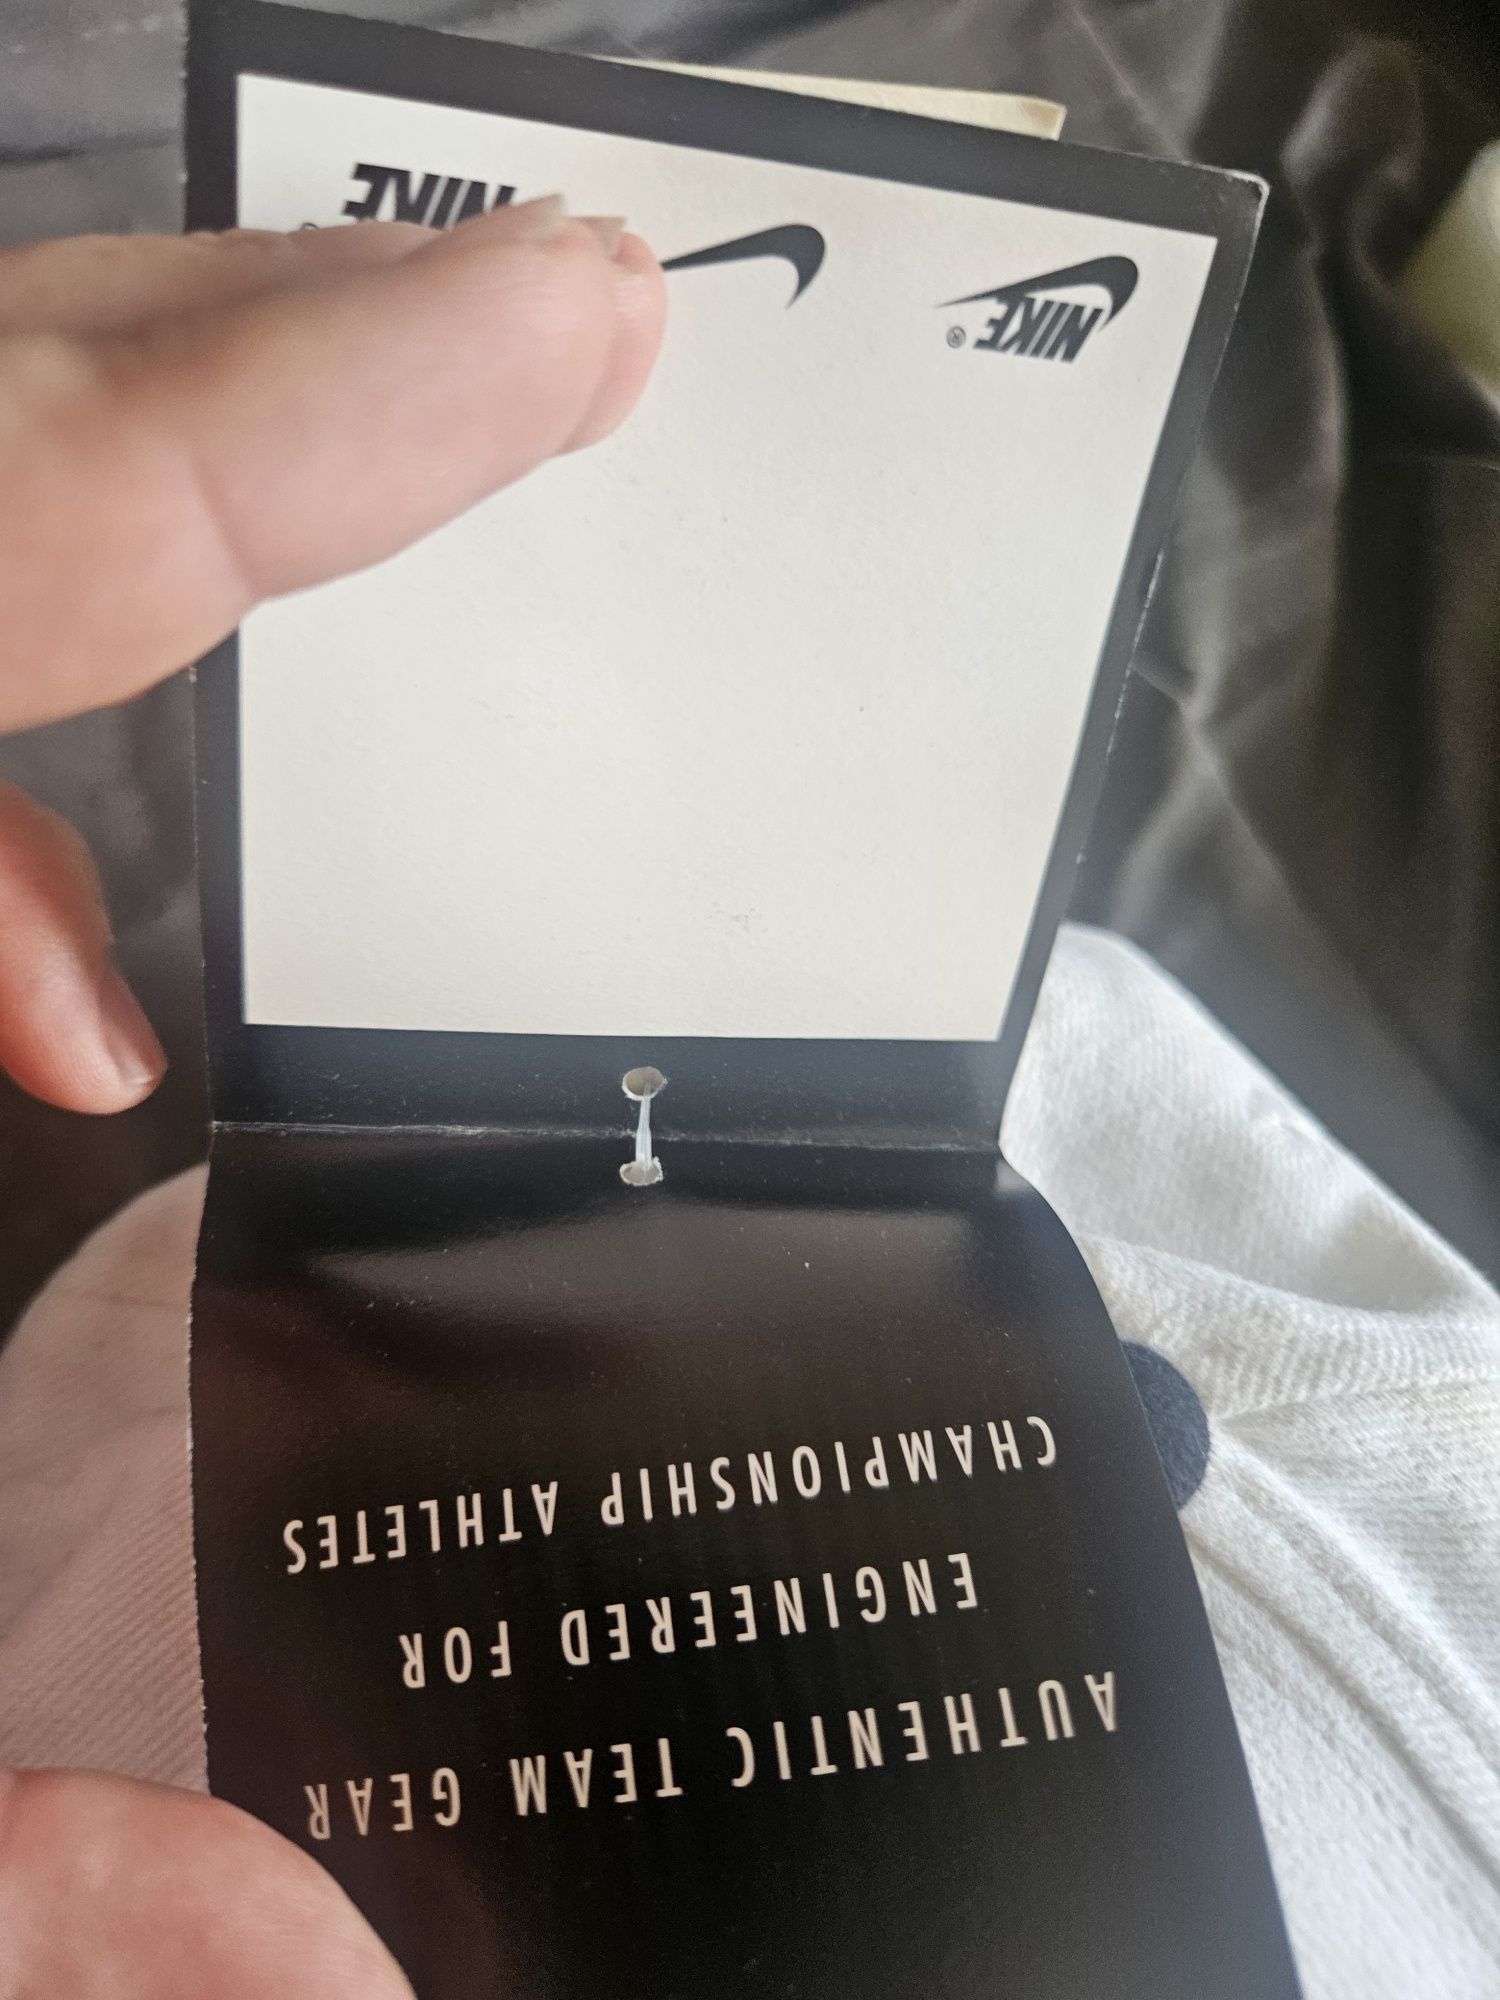 AUTHENTIC TEAM GEAR
ENGINEERED FOR
CHAMPIONSHIP ATHLETES
NIKE®
NIKE